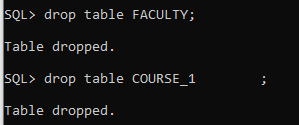 SQL> drop table FACULTY;
Table dropped.
SQL> drop table COURSE_1        ;
Table dropped.